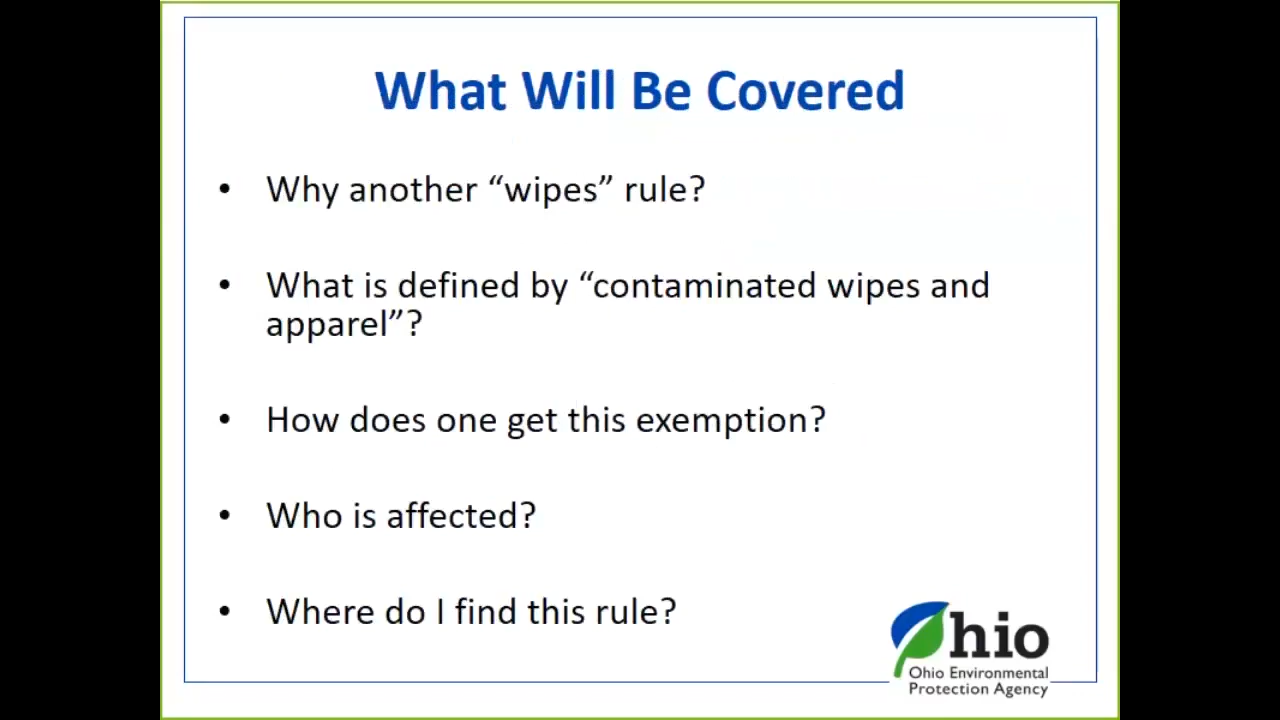 What Will Be Covered
• Why another “wipes” rule?
• What is defined by “contaminated wipes and
apparel”?
• How does one get this exemption?
• Who is affected?
• Where do I find this rule?
Ohio
Ohio Environmental
Protection Agency